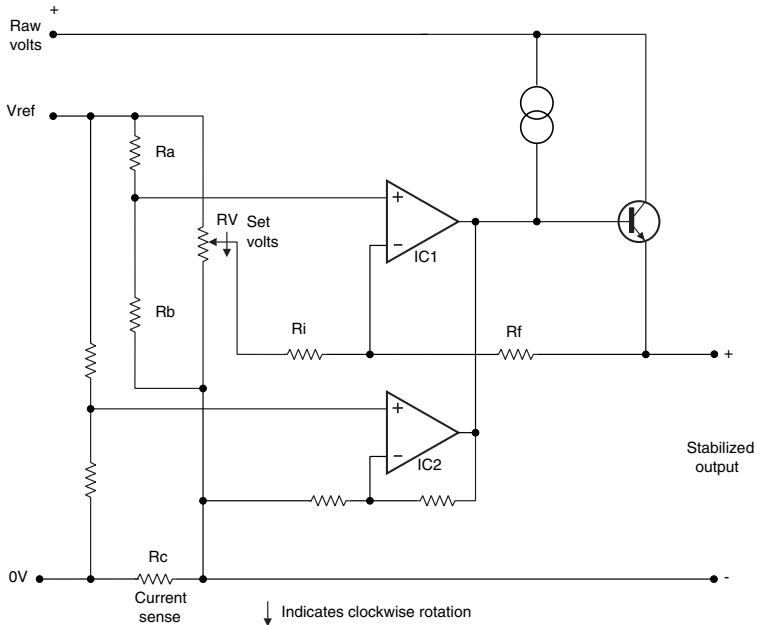 +
Raw
volts
Vref
Ra
RV Set
volts
+
−
IC1
Rb
Ri
Rf
+
+
−
IC2
Stabilized
output
0V
Rc
-
Current
sense
Indicates clockwise rotation